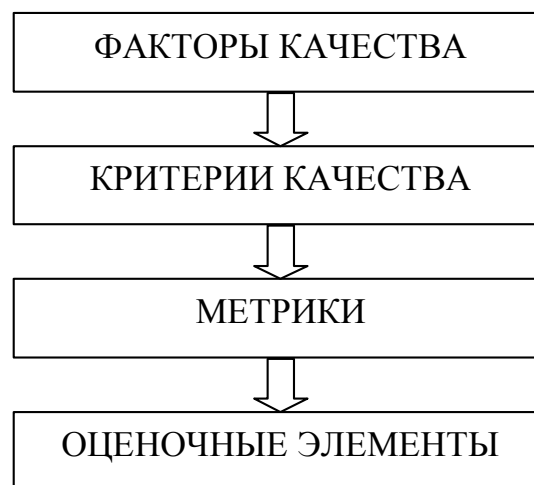 ФАКТОРЫ КАЧЕСТВА
КРИТЕРИИ КАЧЕСТВА
МЕТРИКИ
ОЦЕНОЧНЫЕ ЭЛЕМЕНТЫ